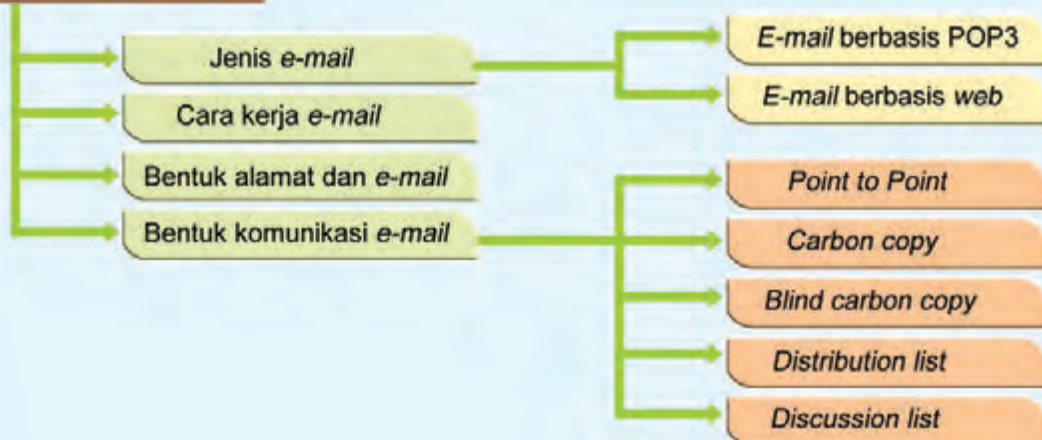 Jenis e-mail
Cara kerja e-mail
Bentuk alamat dan e-mail
Bentuk komunikasi e-mail
E-mail berbasis POP3
E-mail berbasis web
Point to Point
Carbon copy
Blind carbon copy
Distribution list
Discussion list